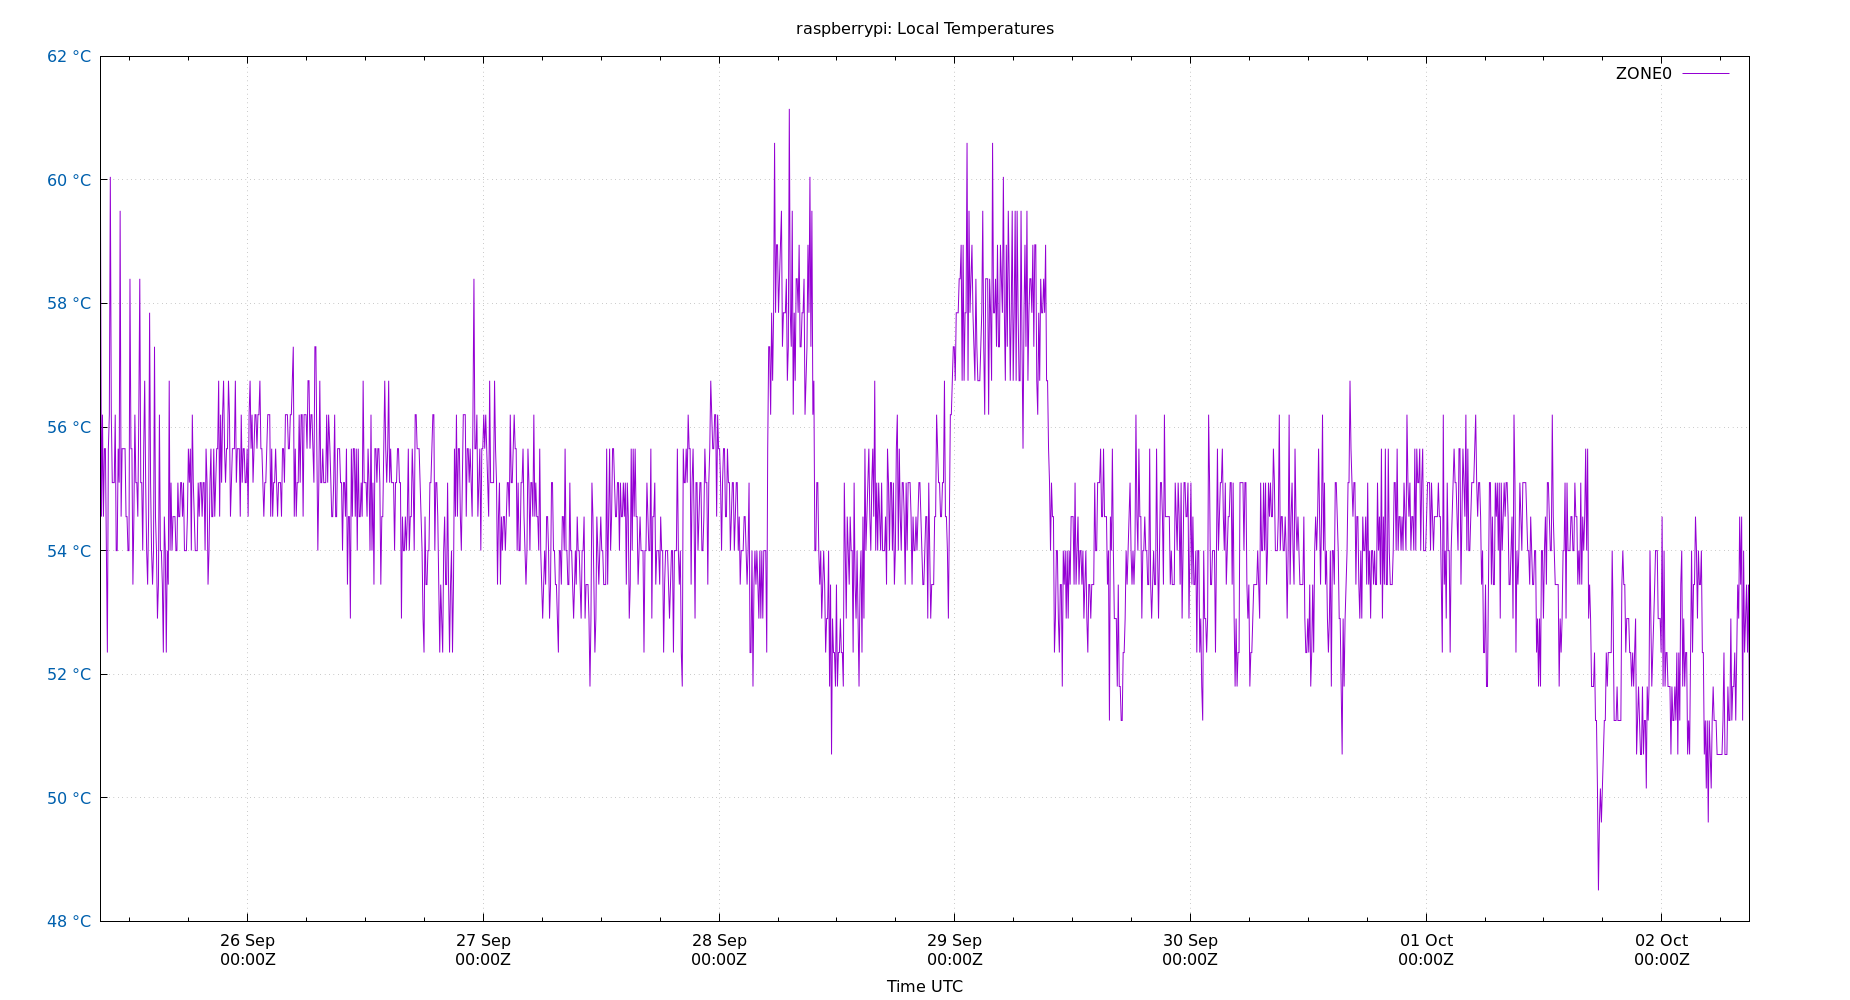 raspberrypi: Local Temperatures
62 °C
ZONE0
60 °C
58 °C
56 °C
54 °C
52 °C
50 °C
48 °C
26 Sep 27 Sep 28 Sep 29 Sep 30 Sep 01 Oct 02 Oct
00:00Z 00:00Z 00:00Z 00:00Z 00:00Z 00:00Z 00:00Z
Time UTC